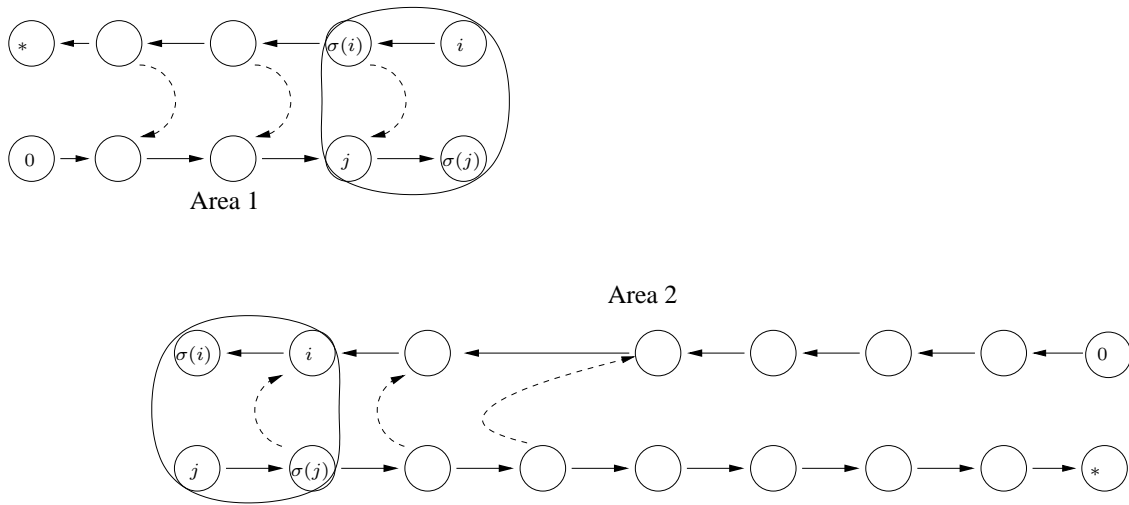 * σ(i) i
0 j σ(j)
Area 1
Area 2
σ(i) i 0
j σ(j) *